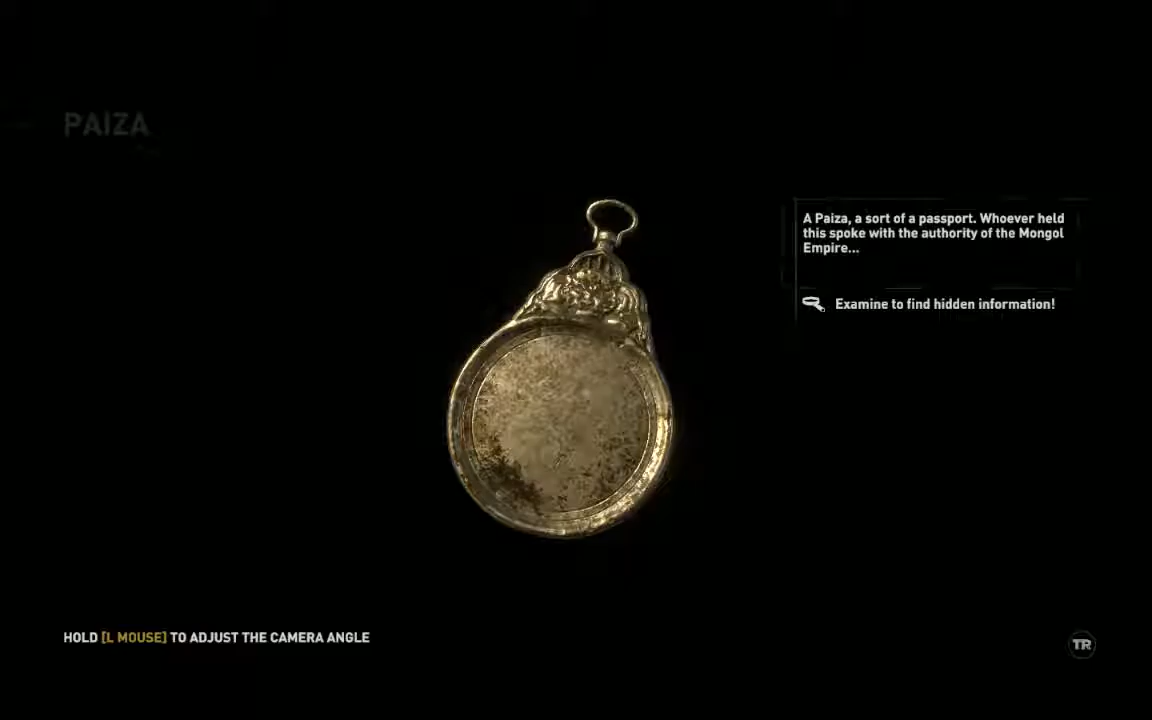 PAIZA
A Paiza, a sort of a passport. Whoever held
this spoke with the authority of the Mongol
Empire...
Examine to find hidden information!
HOLD [L MOUSE] TO ADJUST THE CAMERA ANGLE
TR